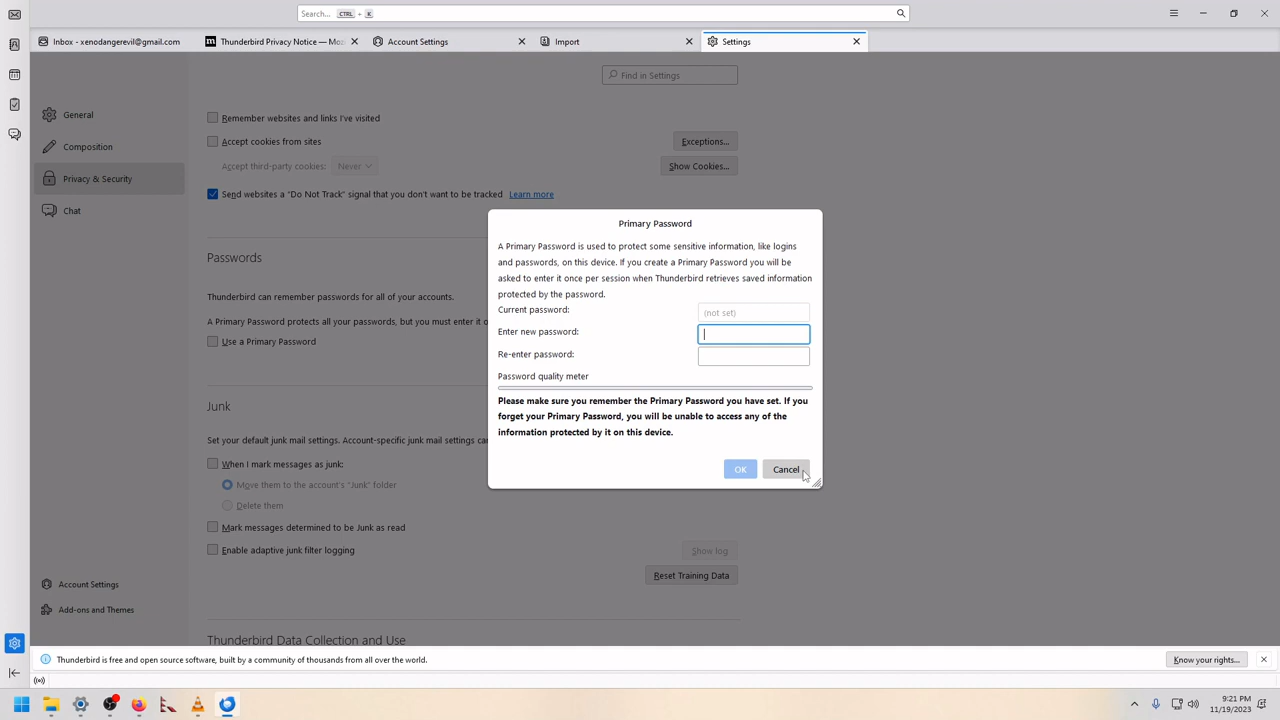 Search... CTRL + K
Inbox - xenodangerevil@gmail.com
Thunderbird Privacy Notice — Moz
Account Settings
Import
Settings
Find in Settings
General
Composition
Privacy & Security
Chat
Remember websites and links I've visited
Accept cookies from sites
Exceptions...
Accept third-party cookies: Never
Show Cookies...
Send websites a "Do Not Track" signal that you don't want to be tracked Learn more
Passwords
Thunderbird can remember passwords for all of your accounts.
A Primary Password protects all your passwords, but you must enter it o
Use a Primary Password
Junk
Set your default junk mail settings. Account-specific junk mail settings can
When I mark messages as junk:
Move them to the account's "Junk" folder
Delete them
Mark messages determined to be Junk as read
Enable adaptive junk filter logging
Show log
Reset Training Data
Thunderbird Data Collection and Use
Account Settings
Add-ons and Themes
Primary Password
A Primary Password is used to protect some sensitive information, like logins
and passwords, on this device. If you create a Primary Password you will be
asked to enter it once per session when Thunderbird retrieves saved information
protected by the password.
Current password: (not set)
Enter new password:
Re-enter password:
Password quality meter
Please make sure you remember the Primary Password you have set. If you
forget your Primary Password, you will be unable to access any of the
information protected by it on this device.
OK Cancel
Thunderbird is free and open source software, built by a community of thousands from all over the world.
Know your rights...
9:21 PM
11/19/2023